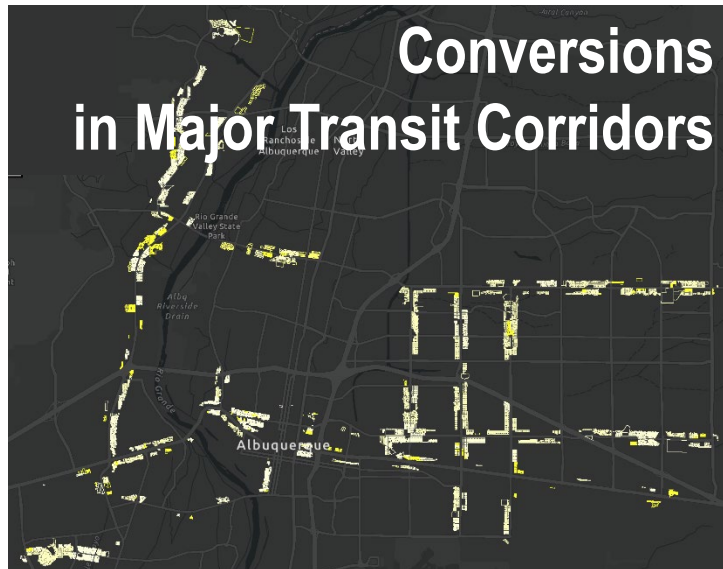 Conversions
in Major Transit Corridors
Los
Ranchos de
Albuquerque
North
Valley
Rio Grande
Valley State
Park
Albq
Riverside
Drain
Rio Grande
Albuquerque